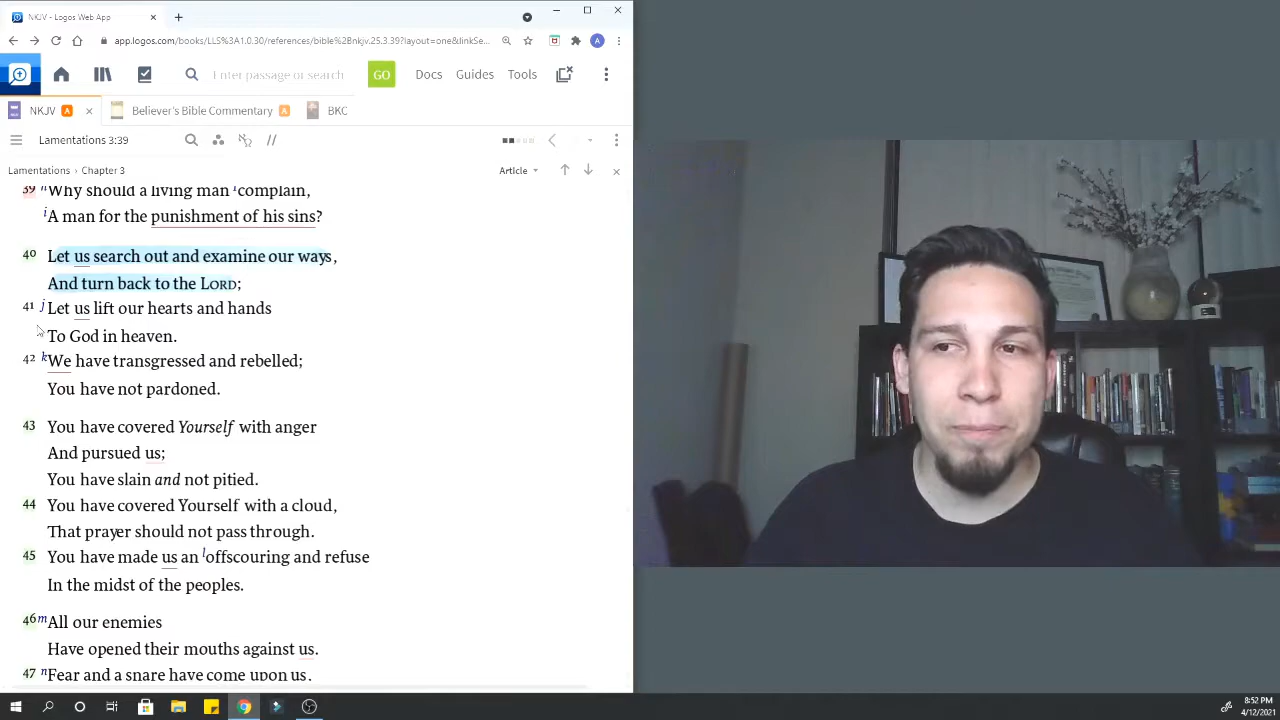 NKJV - Logos Web App
app.logos.com/books/LLS%3A1.0.30/references/bible%2Bnkjv.25.3.39?layout=one&linkSe...
A
Enter passage or search
GO
Docs
Guides
Tools
NKJV A
Believer's Bible Commentary A
BKC
Lamentations 3:39
Lamentations › Chapter 3
Article
39 Why should a living man complain,
i A man for the punishment of his sins?
40 Let us search out and examine our ways,
And turn back to the LORD;
41 j Let us lift our hearts and hands
To God in heaven.
42 k We have transgressed and rebelled;
You have not pardoned.
43 You have covered Yourself with anger
And pursued us;
You have slain and not pitied.
44 You have covered Yourself with a cloud,
That prayer should not pass through.
45 You have made us an l offscouring and refuse
In the midst of the peoples.
46 m All our enemies
Have opened their mouths against us.
47 n Fear and a snare have come upon us,
8:52 PM
4/12/2021